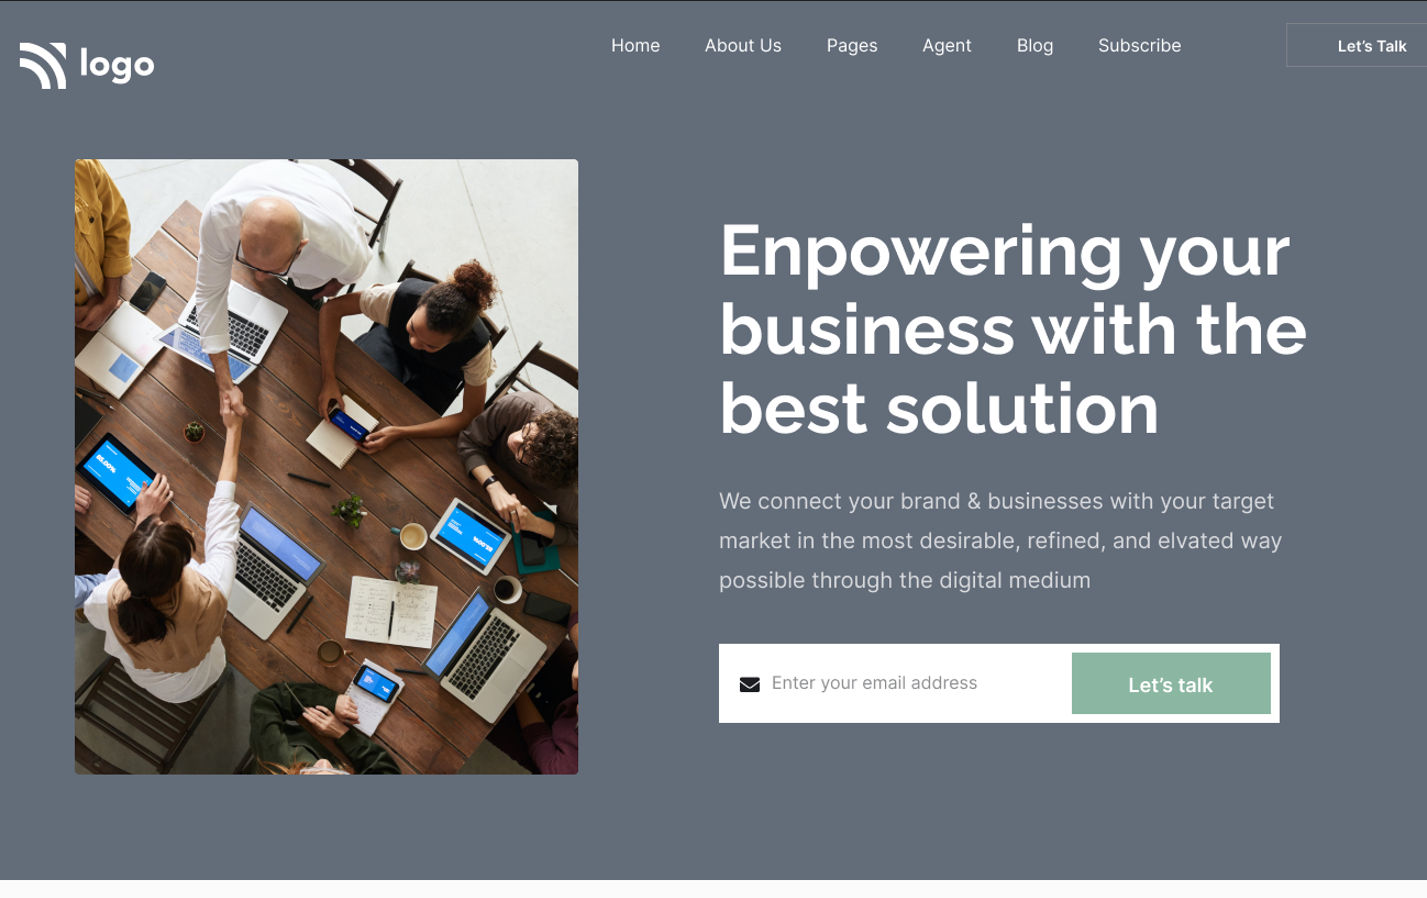 logo
Home About Us Pages Agent Blog Subscribe Let's Talk
Enpowering your
business with the
best solution
We connect your brand & businesses with your target
market in the most desirable, refined, and elvated way
possible through the digital medium
Enter your email address Let's talk